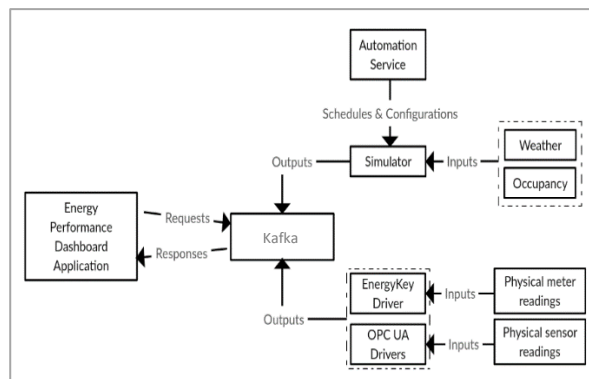 Automation
Service
Schedules & Configurations
Outputs
Simulator
Inputs
Weather
Occupancy
Energy
Performance
Dashboard
Application
Requests
Responses
Kafka
Outputs
EnergyKey
Driver
Inputs
Physical meter
readings
OPC UA
Drivers
Inputs
Physical sensor
readings